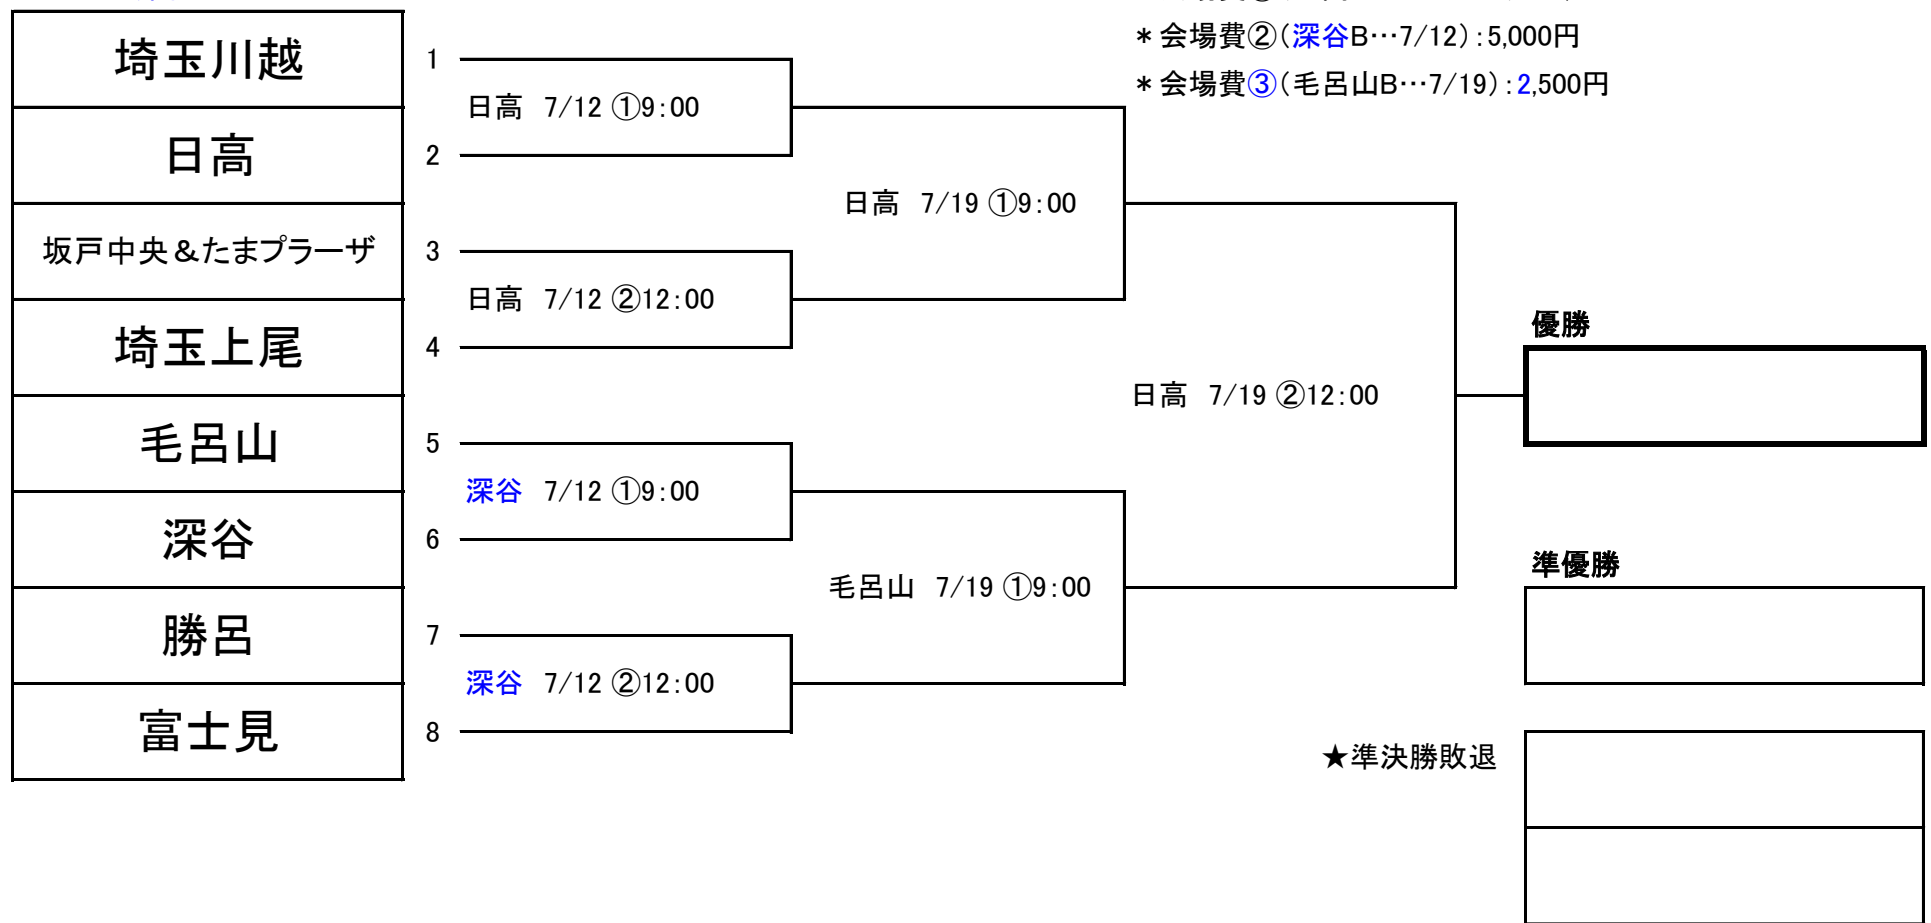 ＊会場費②(深谷B…7/12):5,000円
＊会場費③(毛呂山B…7/19):2,500円
埼玉川越
1
日高 7/12 ①9:00
日高
2
日高 7/19 ①9:00
坂戸中央＆たまプラーザ
3
日高 7/12 ②12:00
埼玉上尾
4
優勝
日高 7/19 ②12:00
毛呂山
5
深谷 7/12 ①9:00
深谷
6
準優勝
毛呂山 7/19 ①9:00
勝呂
7
深谷 7/12 ②12:00
富士見
8
★準決勝敗退